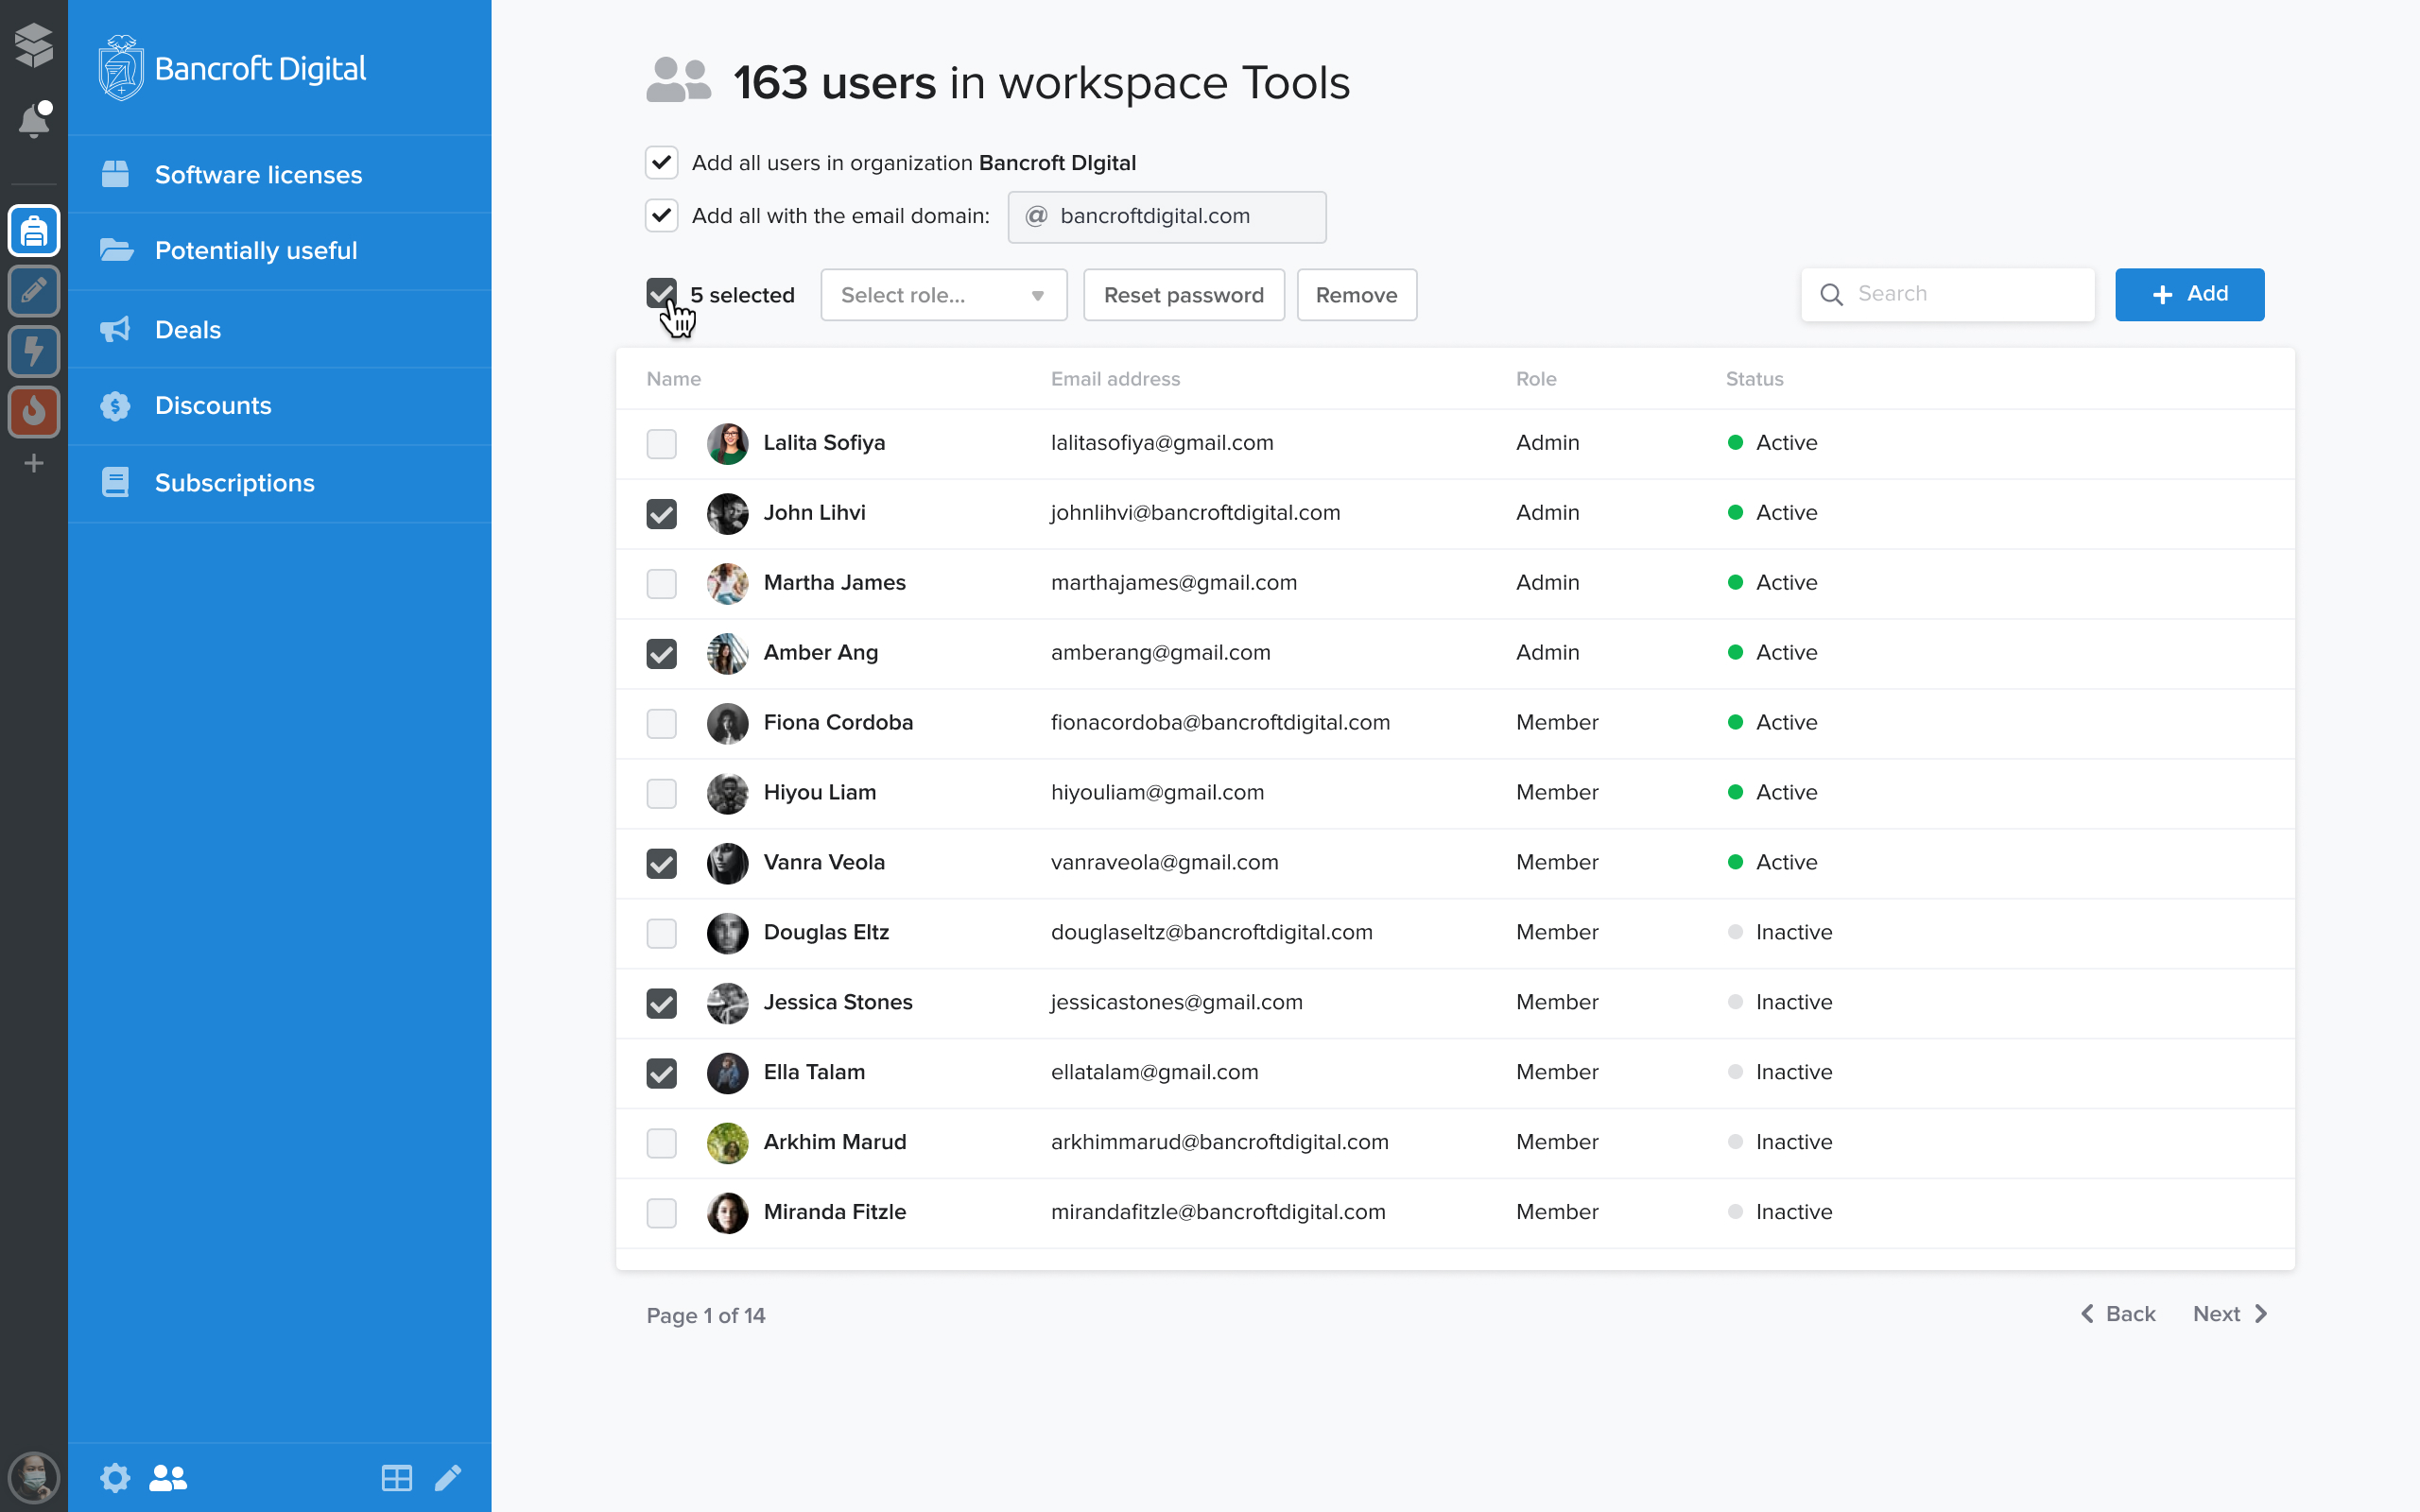 Bancroft Digital
Software licenses
Potentially useful
Deals
Discounts
Subscriptions
163 users in workspace Tools
Add all users in organization Bancroft DIgital
Add all with the email domain: @ bancroftdigital.com
5 selected Select role... Reset password Remove Search + Add
Name Email address Role Status
Lalita Sofiya lalitasofiya@gmail.com Admin Active
John Lihvi johnlihvi@bancroftdigital.com Admin Active
Martha James marthajames@gmail.com Admin Active
Amber Ang amberang@gmail.com Admin Active
Fiona Cordoba fionacordoba@bancroftdigital.com Member Active
Hiyou Liam hiyouliam@gmail.com Member Active
Vanra Veola vanraveola@gmail.com Member Active
Douglas Eltz douglaseltz@bancroftdigital.com Member Inactive
Jessica Stones jessicastones@gmail.com Member Inactive
Ella Talam ellatalam@gmail.com Member Inactive
Arkhim Marud arkhimmarud@bancroftdigital.com Member Inactive
Miranda Fitzle mirandafitzle@bancroftdigital.com Member Inactive
Page 1 of 14 Back Next